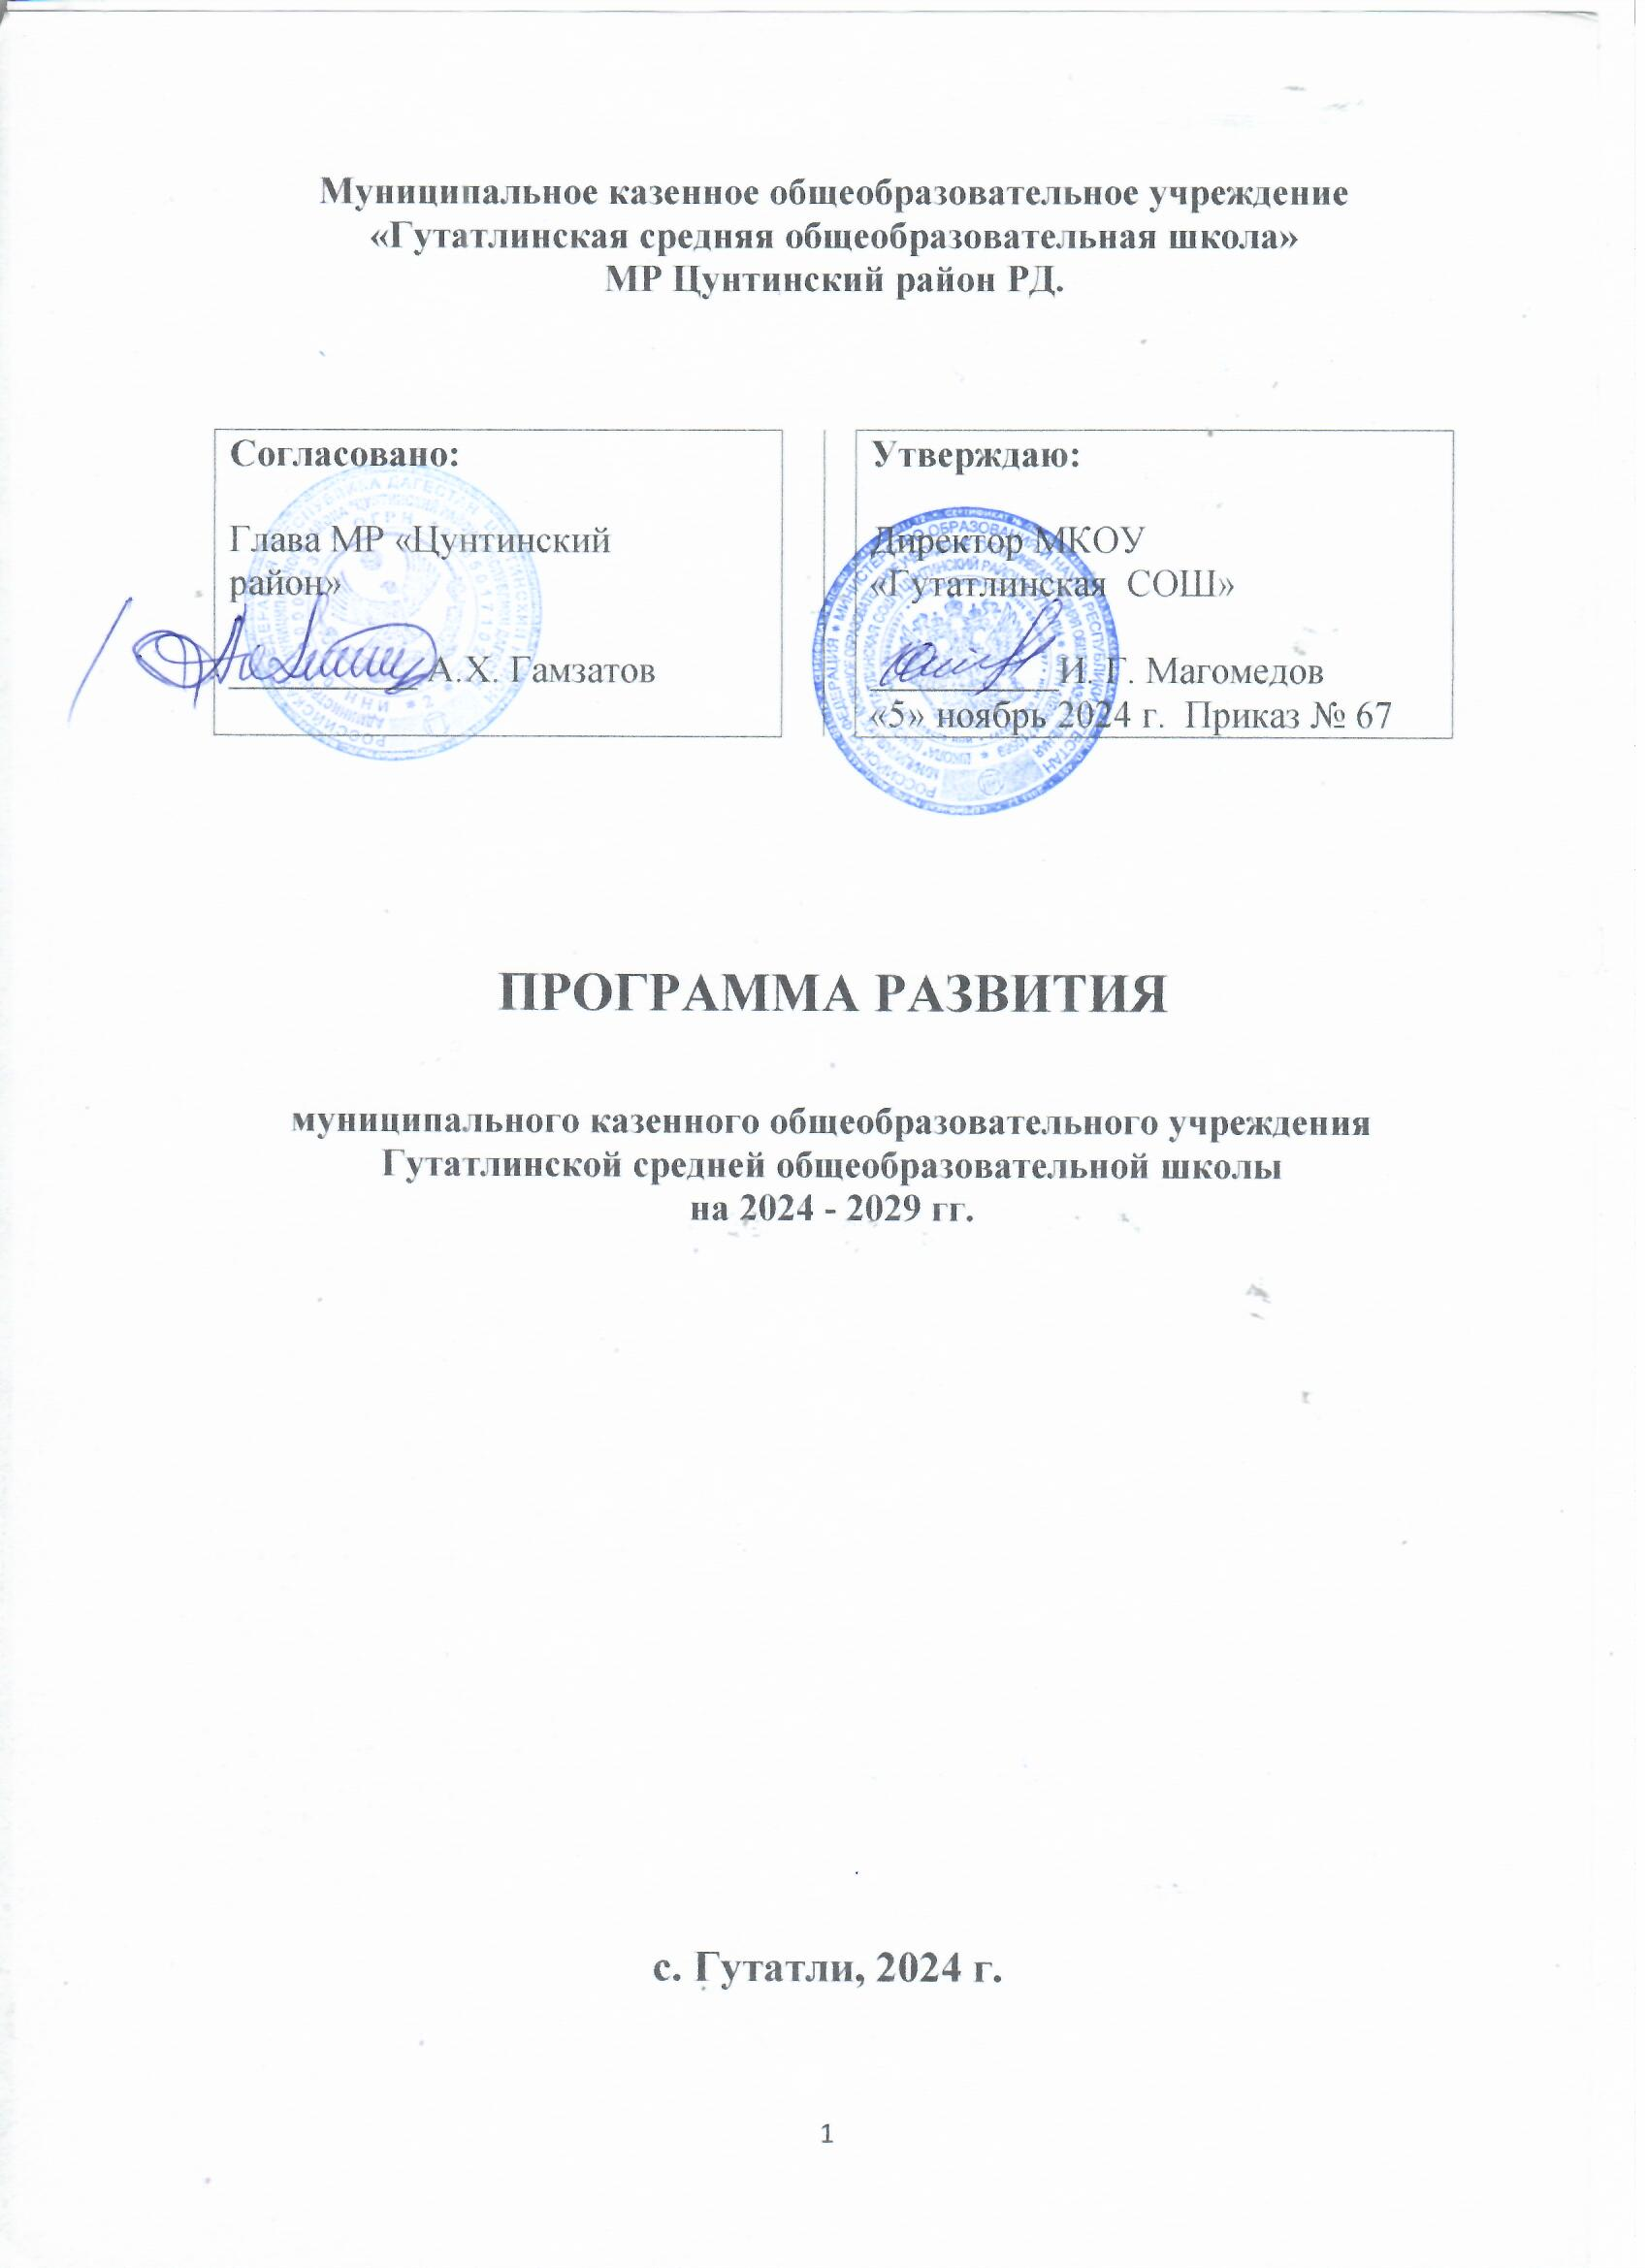 Муниципальное казенное общеобразовательное учреждение
«Гутатлинская средняя общеобразовательная школа»
МР Цунтинский район РД.
Согласовано:
Глава МР «Цунтинский
район»
А.Х. Гамзатов
Утверждаю:
Директор МКОУ
«Гутатлинская СОШ»
И. Г. Магомедов
«5» ноябрь 2024 г. Приказ № 67
ПРОГРАММА РАЗВИТИЯ
муниципального казенного общеобразовательного учреждения
Гутатлинской средней общеобразовательной школы
на 2024 - 2029 гг.
с. Гутатли, 2024 г.
1